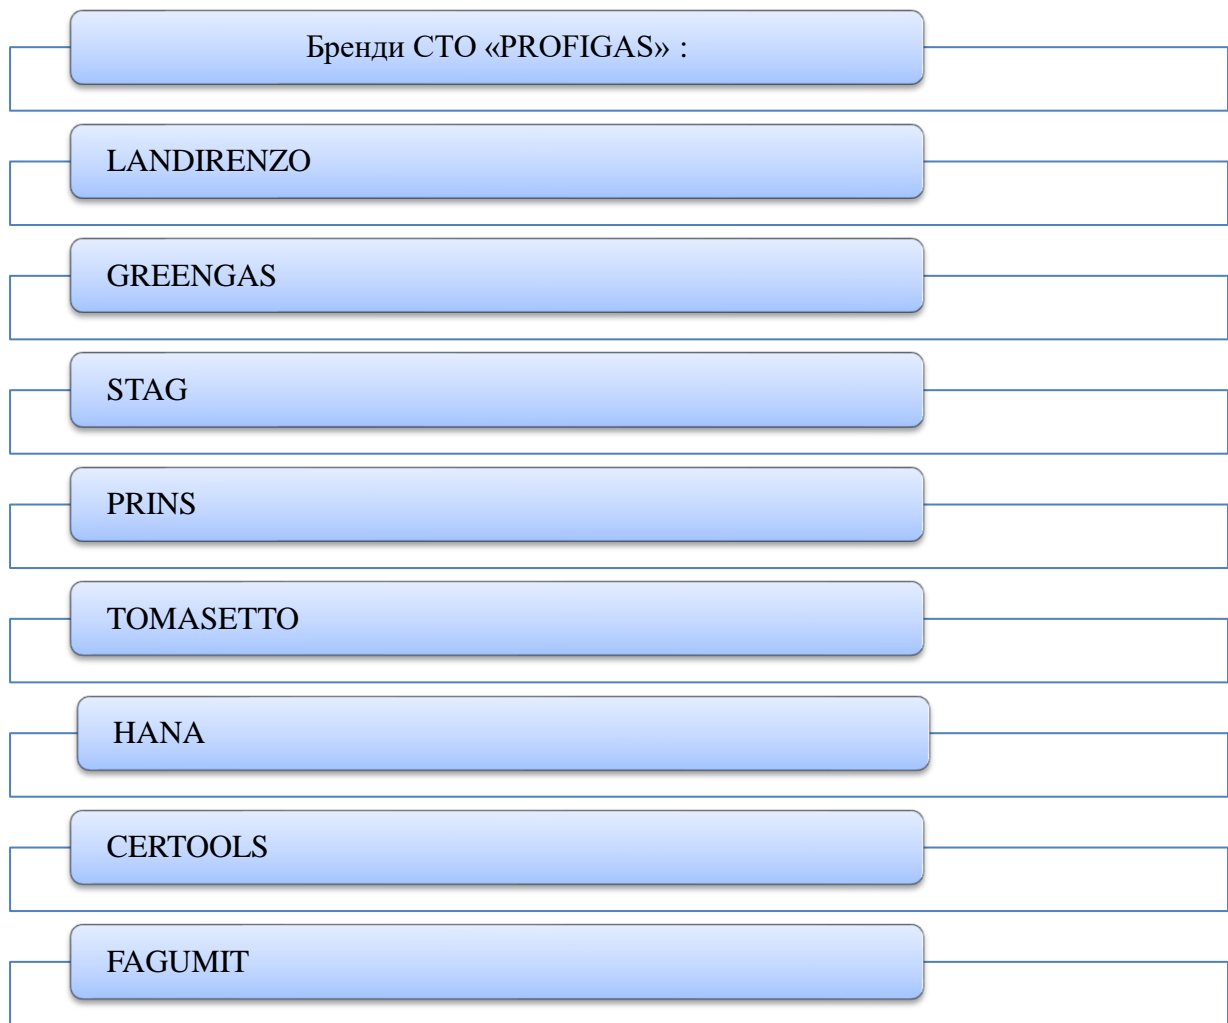 Бренди СТО «PROFIGAS» :
LANDIRENZO
GREENGAS
STAG
PRINS
TOMASETTO
HANA
CERTOOLS
FAGUMIT